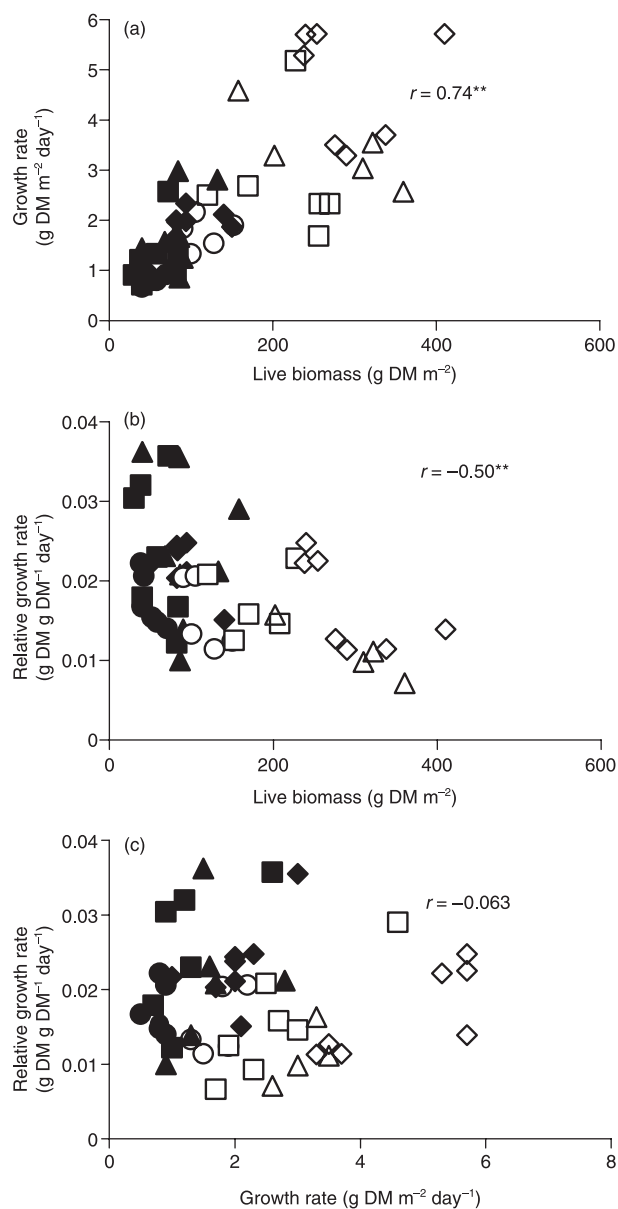 (a)
6
5
4
3
2
1
0
Growth rate
(g DM m⁻² day⁻¹)
r = 0.74**
0 200 400 600
Live biomass (g DM m⁻²)
(b)
0.04
0.03
0.02
0.01
0
Relative growth rate
(g DM g DM⁻¹ day⁻¹)
r = −0.50**
0 200 400 600
Live biomass (g DM m⁻²)
(c)
0.04
0.03
0.02
0.01
0
Relative growth rate
(g DM g DM⁻¹ day⁻¹)
r = −0.063
0 2 4 6 8
Growth rate (g DM m⁻² day⁻¹)